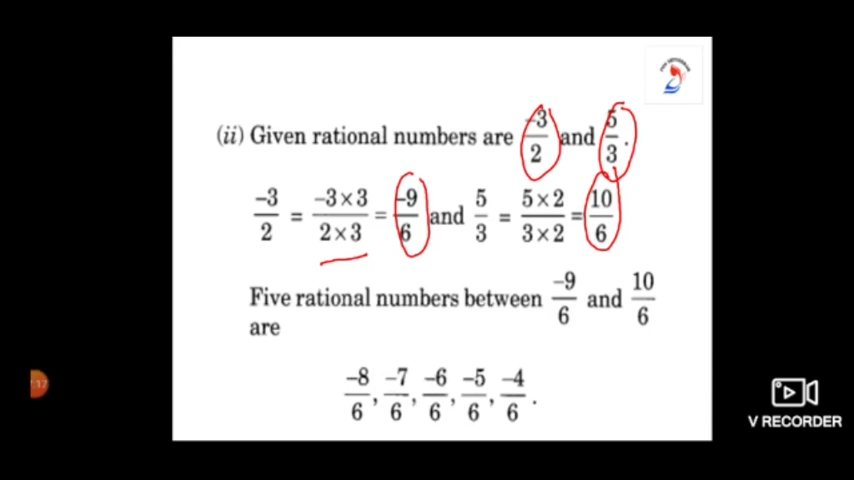 (ii) Given rational numbers are -3/2 and 5/3.
-3/2 = -3×3/2×3 = -9/6 and 5/3 = 5×2/3×2 = 10/6
Five rational numbers between -9/6 and 10/6
are
-8/6, -7/6, -6/6, -5/6, -4/6.
V RECORDER